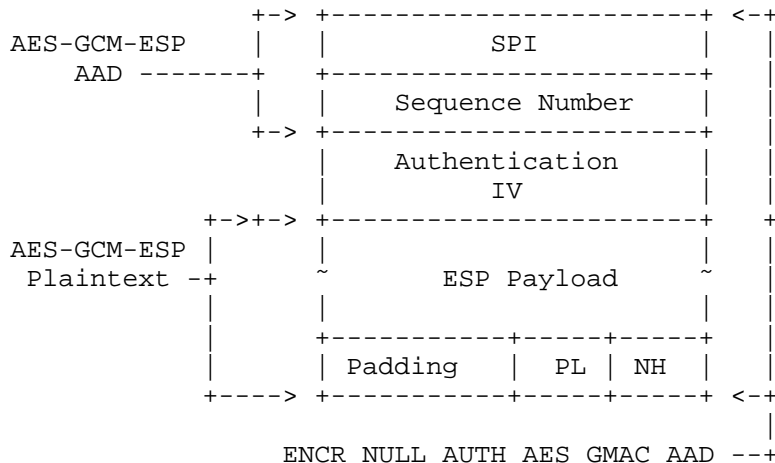 AES-GCM-ESP
SPI
AAD
Sequence Number
Authentication
IV
AES-GCM-ESP
Plaintext
ESP Payload
Padding PL NH
ENCR NULL AUTH AES GMAC AAD